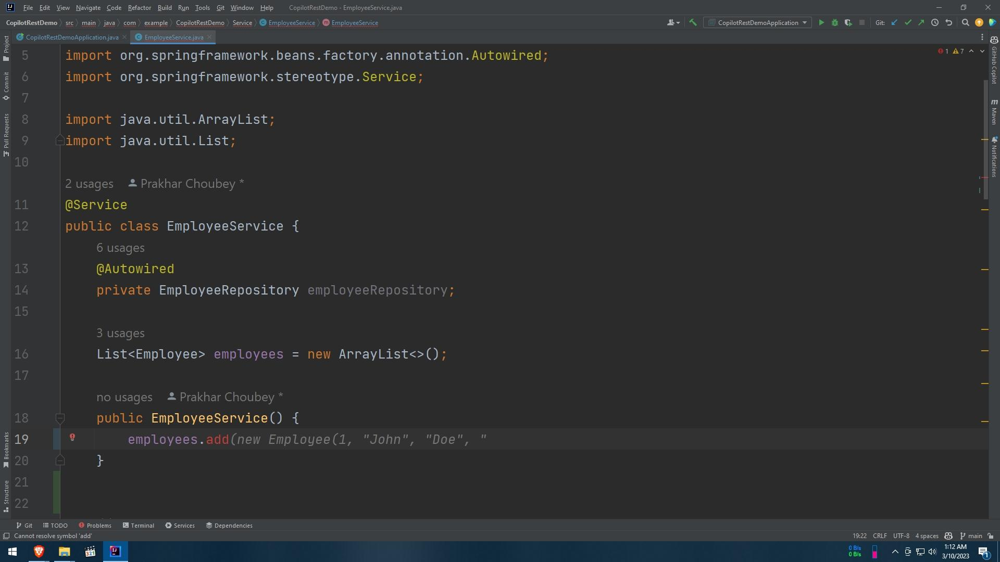 File Edit View Navigate Code Refactor Build Run Tools Git Window Help CopilotRestDemo - EmployeeService.java
CopilotRestDemo src main java com example CopilotRestDemo Service EmployeeService EmployeeService CopilotRestDemoApplication Git:
CopilotRestDemoApplication.java EmployeeService.java
Project
Commit
Pull Requests
Bookmarks
Structure
1 7
5 import org.springframework.beans.factory.annotation.Autowired;
6 import org.springframework.stereotype.Service;
7
8 import java.util.ArrayList;
9 import java.util.List;
10
2 usages Prakhar Choubey *
11 @Service
12 public class EmployeeService {
6 usages
13 @Autowired
14 private EmployeeRepository employeeRepository;
15
3 usages
16 List<Employee> employees = new ArrayList<>();
17
no usages Prakhar Choubey *
18 public EmployeeService() {
19 employees.add(new Employee(1, "John", "Doe", "
20 }
21
22
GitHub Copilot
Maven
Notifications
Git TODO Problems Terminal Services Dependencies
Cannot resolve symbol 'add' 19:22 CRLF UTF-8 4 spaces main
0 B/s
0 B/s
321
1:12 AM
3/10/2023
1